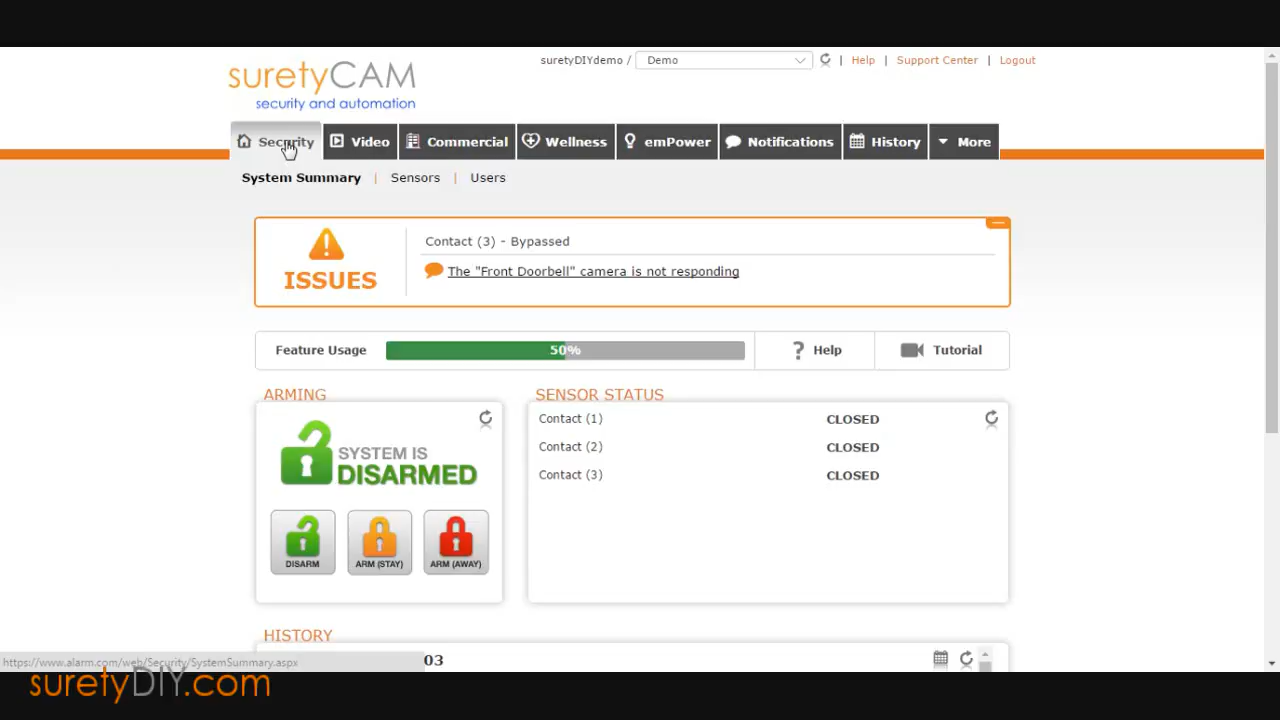 suretyCAM
security and automation
suretyDIYdemo / Demo | Help | Support Center | Logout
Security Video Commercial Wellness emPower Notifications History More
System Summary | Sensors | Users
ISSUES
Contact (3) - Bypassed
The "Front Doorbell" camera is not responding
Feature Usage 50% ? Help Tutorial
ARMING
SYSTEM IS
DISARMED
DISARM ARM (STAY) ARM (AWAY)
SENSOR STATUS
Contact (1) CLOSED
Contact (2) CLOSED
Contact (3) CLOSED
HISTORY
03
https://www.alarm.com/web/Security/SystemSummary.aspx
suretyDIY.com